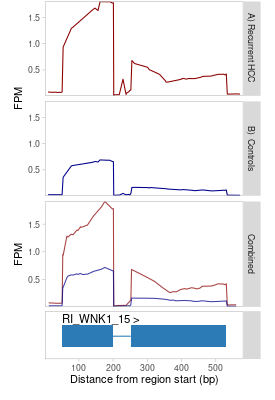 1.5
1.0
0.5
A) Recurrent HCC
FPM
1.5
1.0
0.5
B) Controls
1.5
1.0
0.5
FPM
Combined
RI_WNK1_15 >
100 200 300 400 500
Distance from region start (bp)